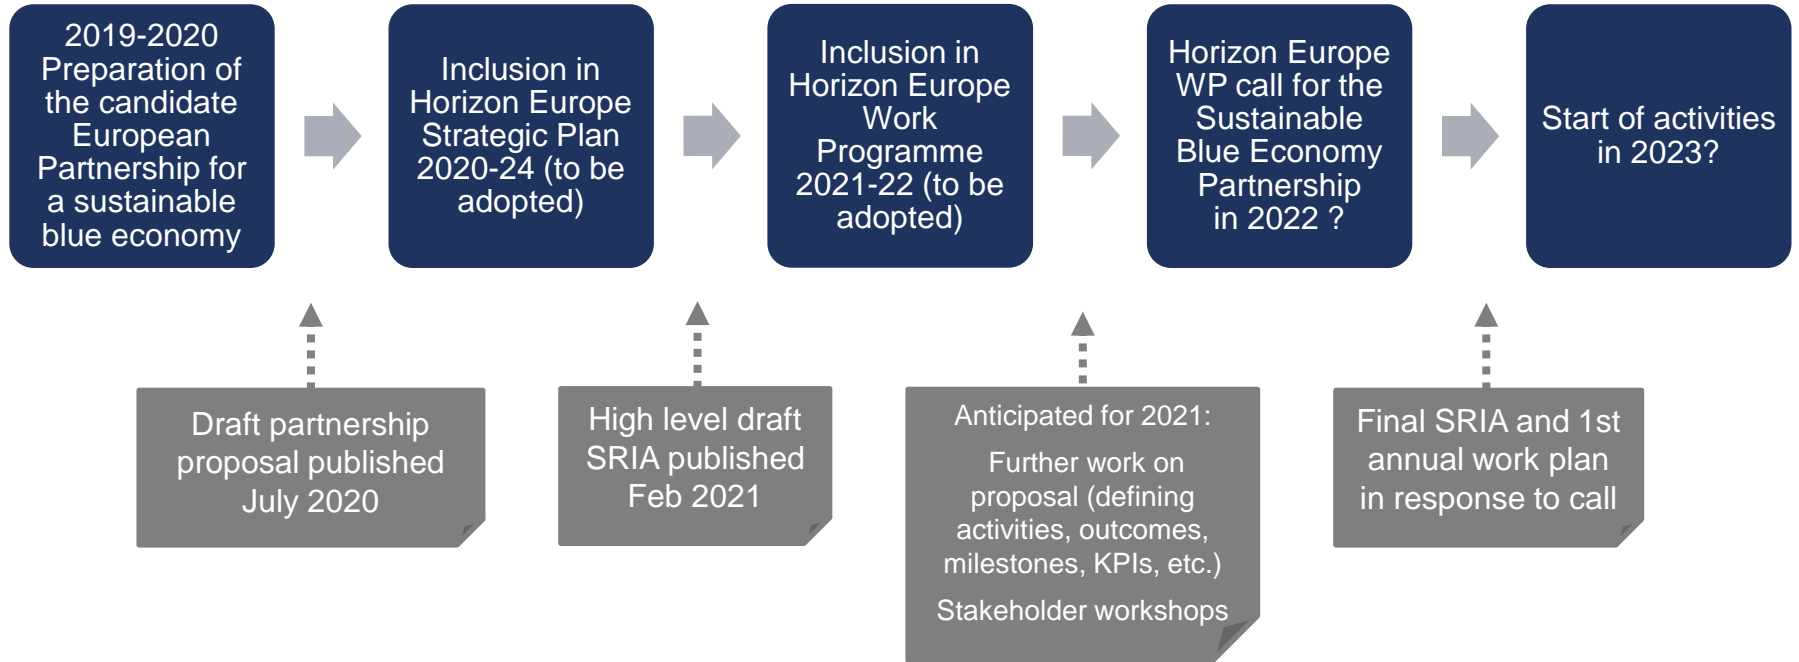 2019-2020
Preparation of
the candidate
European
Partnership for
a sustainable
blue economy
Inclusion in
Horizon Europe
Strategic Plan
2020-24 (to be
adopted)
Inclusion in
Horizon Europe
Work
Programme
2021-22 (to be
adopted)
Horizon Europe
WP call for the
Sustainable
Blue Economy
Partnership
in 2022 ?
Start of activities
in 2023?
Draft partnership
proposal published
July 2020
High level draft
SRIA published
Feb 2021
Anticipated for 2021:
Further work on
proposal (defining
activities, outcomes,
milestones, KPIs, etc.)
Stakeholder workshops
Final SRIA and 1st
annual work plan
in response to call